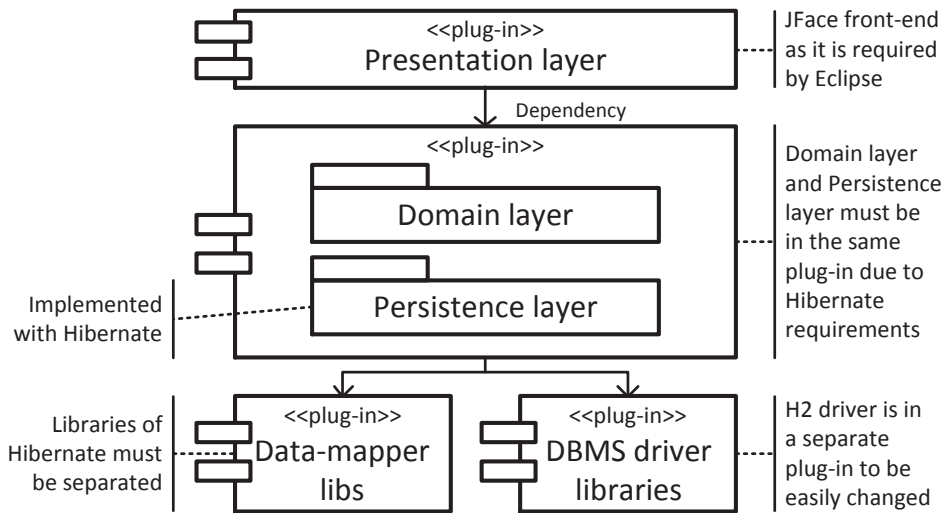 <<plug-in>>
Presentation layer
JFace front-end
as it is required
by Eclipse
Dependency
<<plug-in>>
Domain layer
Persistence layer
Domain layer
and Persistence
layer must be
in the same
plug-in due to
Hibernate
requirements
Implemented
with Hibernate
Libraries of
Hibernate must
be separated
<<plug-in>>
Data-mapper
libs
<<plug-in>>
DBMS driver
libraries
H2 driver is in
a separate
plug-in to be
easily changed